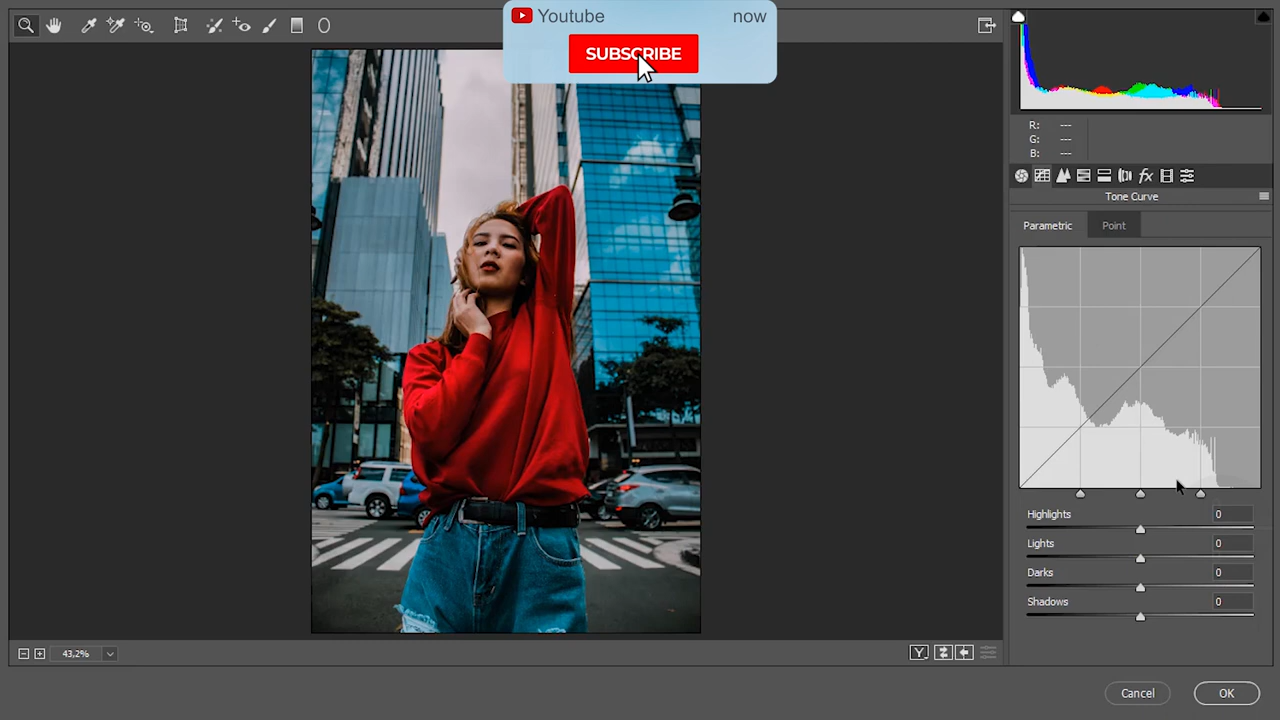 Youtube now
SUBSCRIBE
R: ---
G: ---
B: ---
fx
Tone Curve
Parametric Point
Highlights 0
Lights 0
Darks 0
Shadows 0
43,2%
Y
Cancel OK